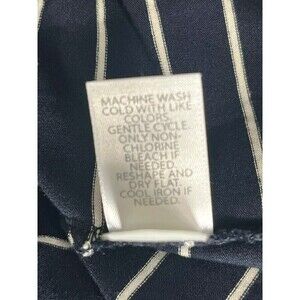 MACHINE WASH
COLD WITH LIKE
COLORS.
GENTLE CYCLE.
ONLY NON-
CHLORINE
BLEACH IF
NEEDED.
RESHAPE AND
DRY FLAT.
COOL IRON IF
NEEDED.